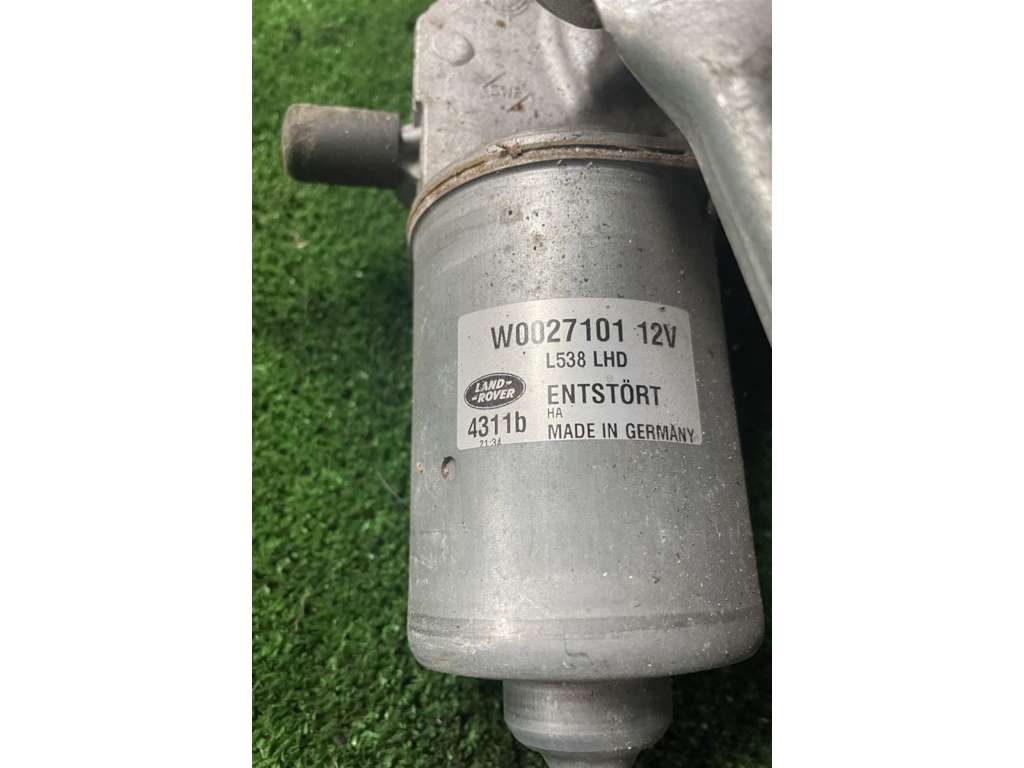 W0027101 12V
L538 LHD
LAND-
-ROVER
ENTSTÖRT
HA
4311b
MADE IN GERMANY
21:34